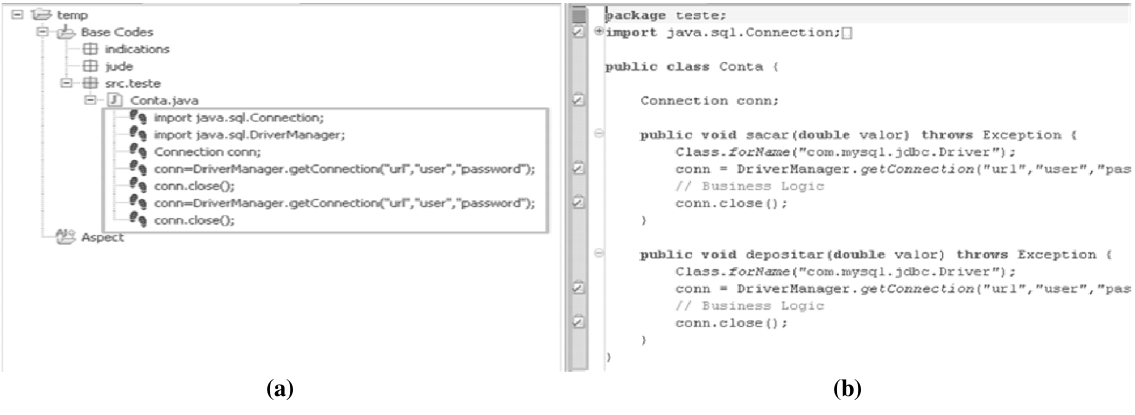 temp
Base Codes
indications
jude
src.teste
Conta.java
import java.sql.Connection;
import java.sql.DriverManager;
Connection conn;
conn=DriverManager.getConnection("url","user","password");
conn.close();
conn=DriverManager.getConnection("url","user","password");
conn.close();
Aspect
(a)
package teste;
import java.sql.Connection;
public class Conta {
Connection conn;
public void sacar(double valor) throws Exception {
Class.forName("com.mysql.jdbc.Driver");
conn = DriverManager.getConnection("url","user","pas
// Business Logic
conn.close();
}
public void depositar(double valor) throws Exception {
Class.forName("com.mysql.jdbc.Driver");
conn = DriverManager.getConnection("url","user","pas
// Business Logic
conn.close();
}
}
(b)